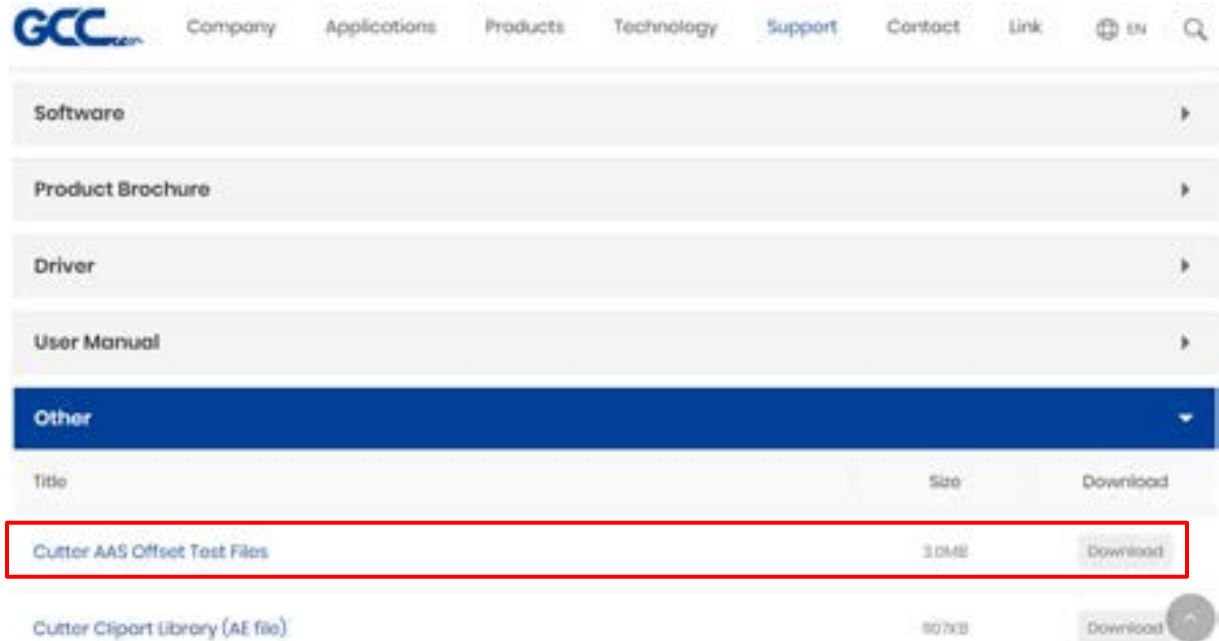 GCC
Company Applications Products Technology Support Contact Link EN
Software
Product Brochure
Driver
User Manual
Other
Title Size Download
Cutter AAS Offset Test Files 3.0MB Download
Cutter Clipart Library (AE file) Download